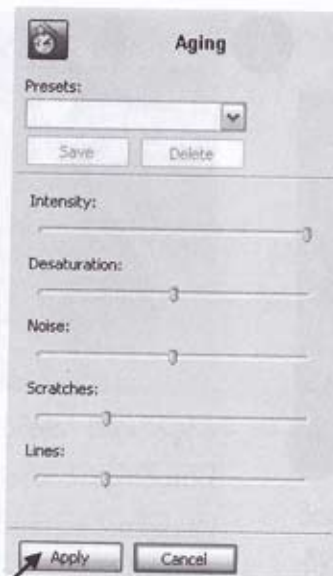 Aging
Presets:
Save Delete
Intensity:
Desaturation:
Noise:
Scratches:
Lines:
Apply Cancel